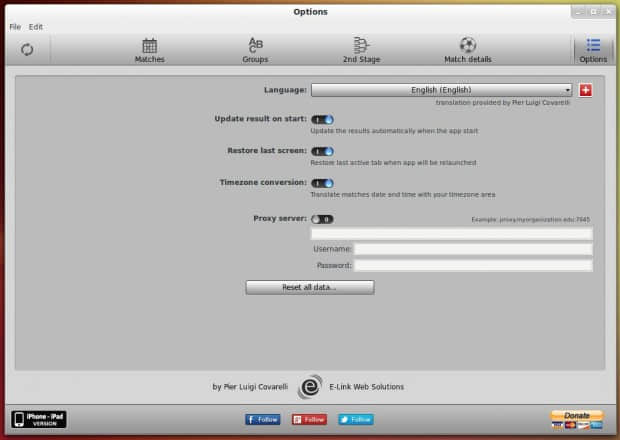 Options
File Edit
ABC
Matches
Groups
2nd Stage
Match details
Options
Language: English (English)
translation provided by Pier Luigi Covarelli
Update result on start:
Update the results automatically when the app start
Restore last screen:
Restore last active tab when app will be relaunched
Timezone conversion:
Translate matches date and time with your timezone area
Proxy server:
Example: proxy.myorganization.edu:7045
Username:
Password:
Reset all data...
by Pier Luigi Covarelli e E-Link Web Solutions
iPhone - iPad
VERSION
f Follow
Follow
Follow
Donate